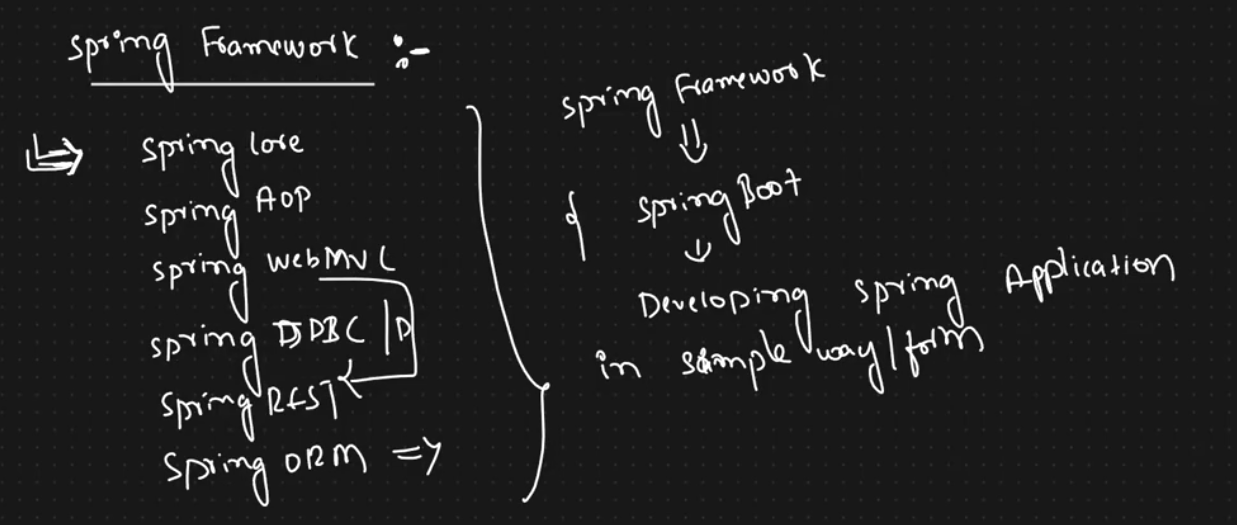 Spring Framework :-
Spring Core
Spring AOP
Spring WebMVC
Spring JDBC | D
Spring REST
Spring ORM =>
Spring Framework
Spring Boot
Developing Spring Application
in simple way/form